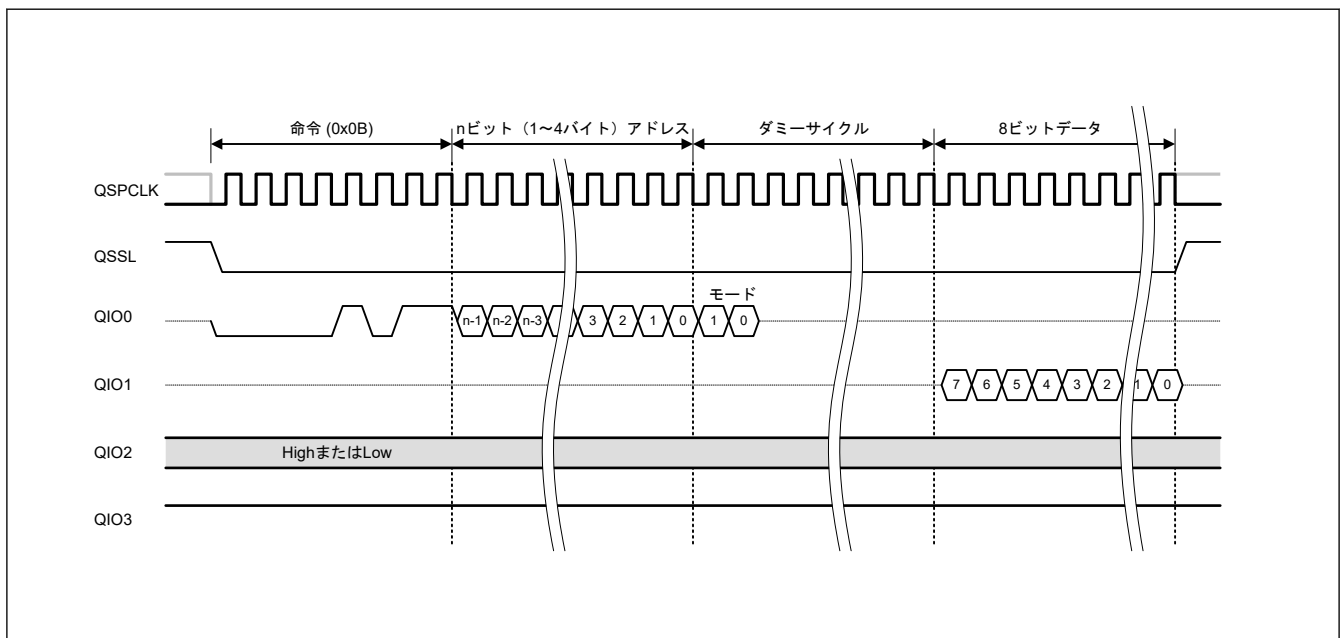 命令 (0x0B) nビット（1～4バイト）アドレス ダミーサイクル 8ビットデータ
QSPCLK
QSSL
モード
QIO0 n-1 n-2 n-3 3 2 1 0 1 0
QIO1 7 6 5 4 3 2 1 0
QIO2 HighまたはLow
QIO3